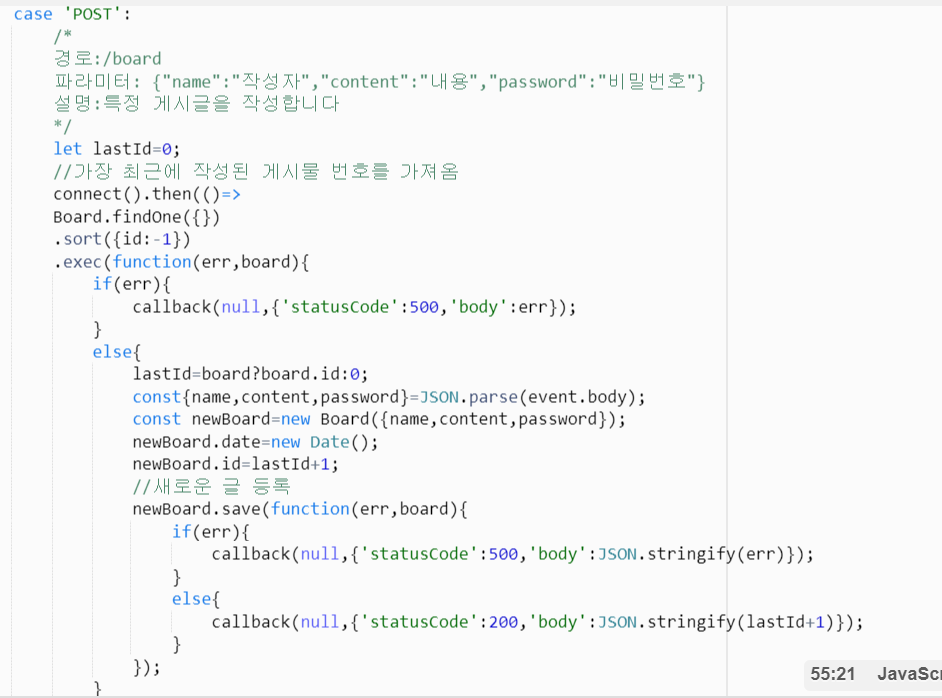 case 'POST':
/*
경로:/board
파라미터: {"name":"작성자","content":"내용","password":"비밀번호"}
설명:특정 게시글을 작성합니다
*/
let lastId=0;
//가장 최근에 작성된 게시물 번호를 가져옴
connect().then(()=>
Board.findOne({})
.sort({id:-1})
.exec(function(err,board){
if(err){
callback(null,{'statusCode':500,'body':err});
}
else{
lastId=board?board.id:0;
const{name,content,password}=JSON.parse(event.body);
const newBoard=new Board({name,content,password});
newBoard.date=new Date();
newBoard.id=lastId+1;
//새로운 글 등록
newBoard.save(function(err,board){
if(err){
callback(null,{'statusCode':500,'body':JSON.stringify(err)});
}
else{
callback(null,{'statusCode':200,'body':JSON.stringify(lastId+1)});
}
});
}
55:21 JavaScr